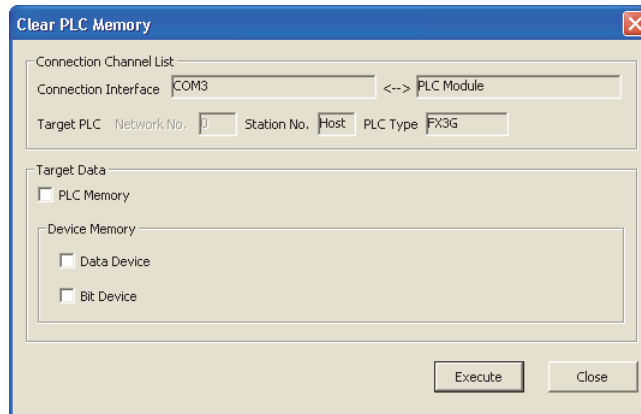 Clear PLC Memory
Connection Channel List
Connection Interface COM3 <--> PLC Module
Target PLC Network No. 0 Station No. Host PLC Type FX3G
Target Data
PLC Memory
Device Memory
Data Device
Bit Device
Execute Close